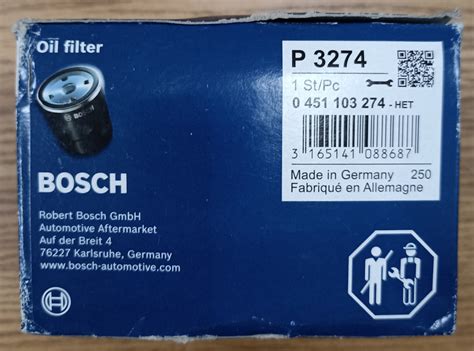 Oil filter
BOSCH
BOSCH
Robert Bosch GmbH
Automotive Aftermarket
Auf der Breit 4
76227 Karlsruhe, Germany
www.bosch-automotive.com
P 3274
1 St/Pc
0 451 103 274 - HET
3 165141 088687
Made in Germany 250
Fabriqué en Allemagne